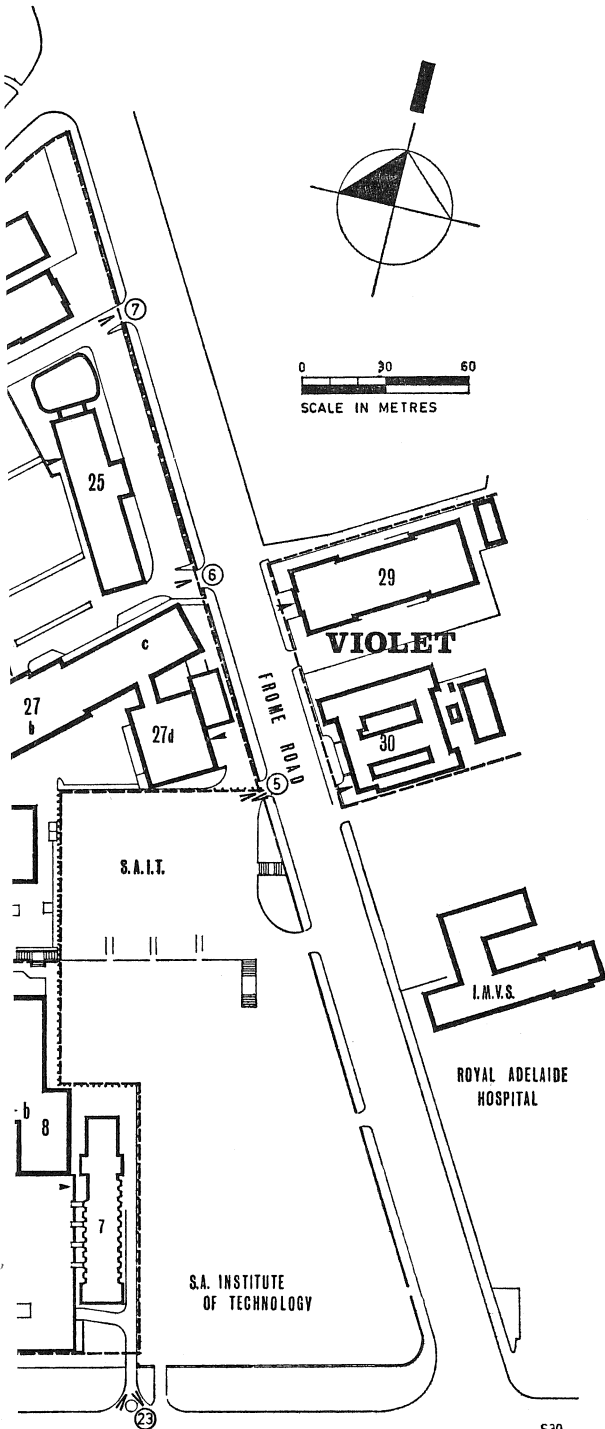 7
0 30 60
SCALE IN METRES
25
6
29
VIOLET
c
27
b
27d
FROME ROAD
30
5
S.A.I.T.
I.M.V.S.
ROYAL ADELAIDE
HOSPITAL
b
8
7
S.A. INSTITUTE
OF TECHNOLOGY
23